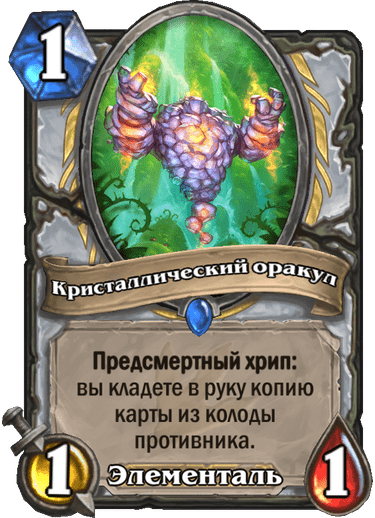 1
Кристаллический оракул
Предсмертный хрип:
вы кладете в руку копию
карты из колоды
противника.
1 Элементаль 1